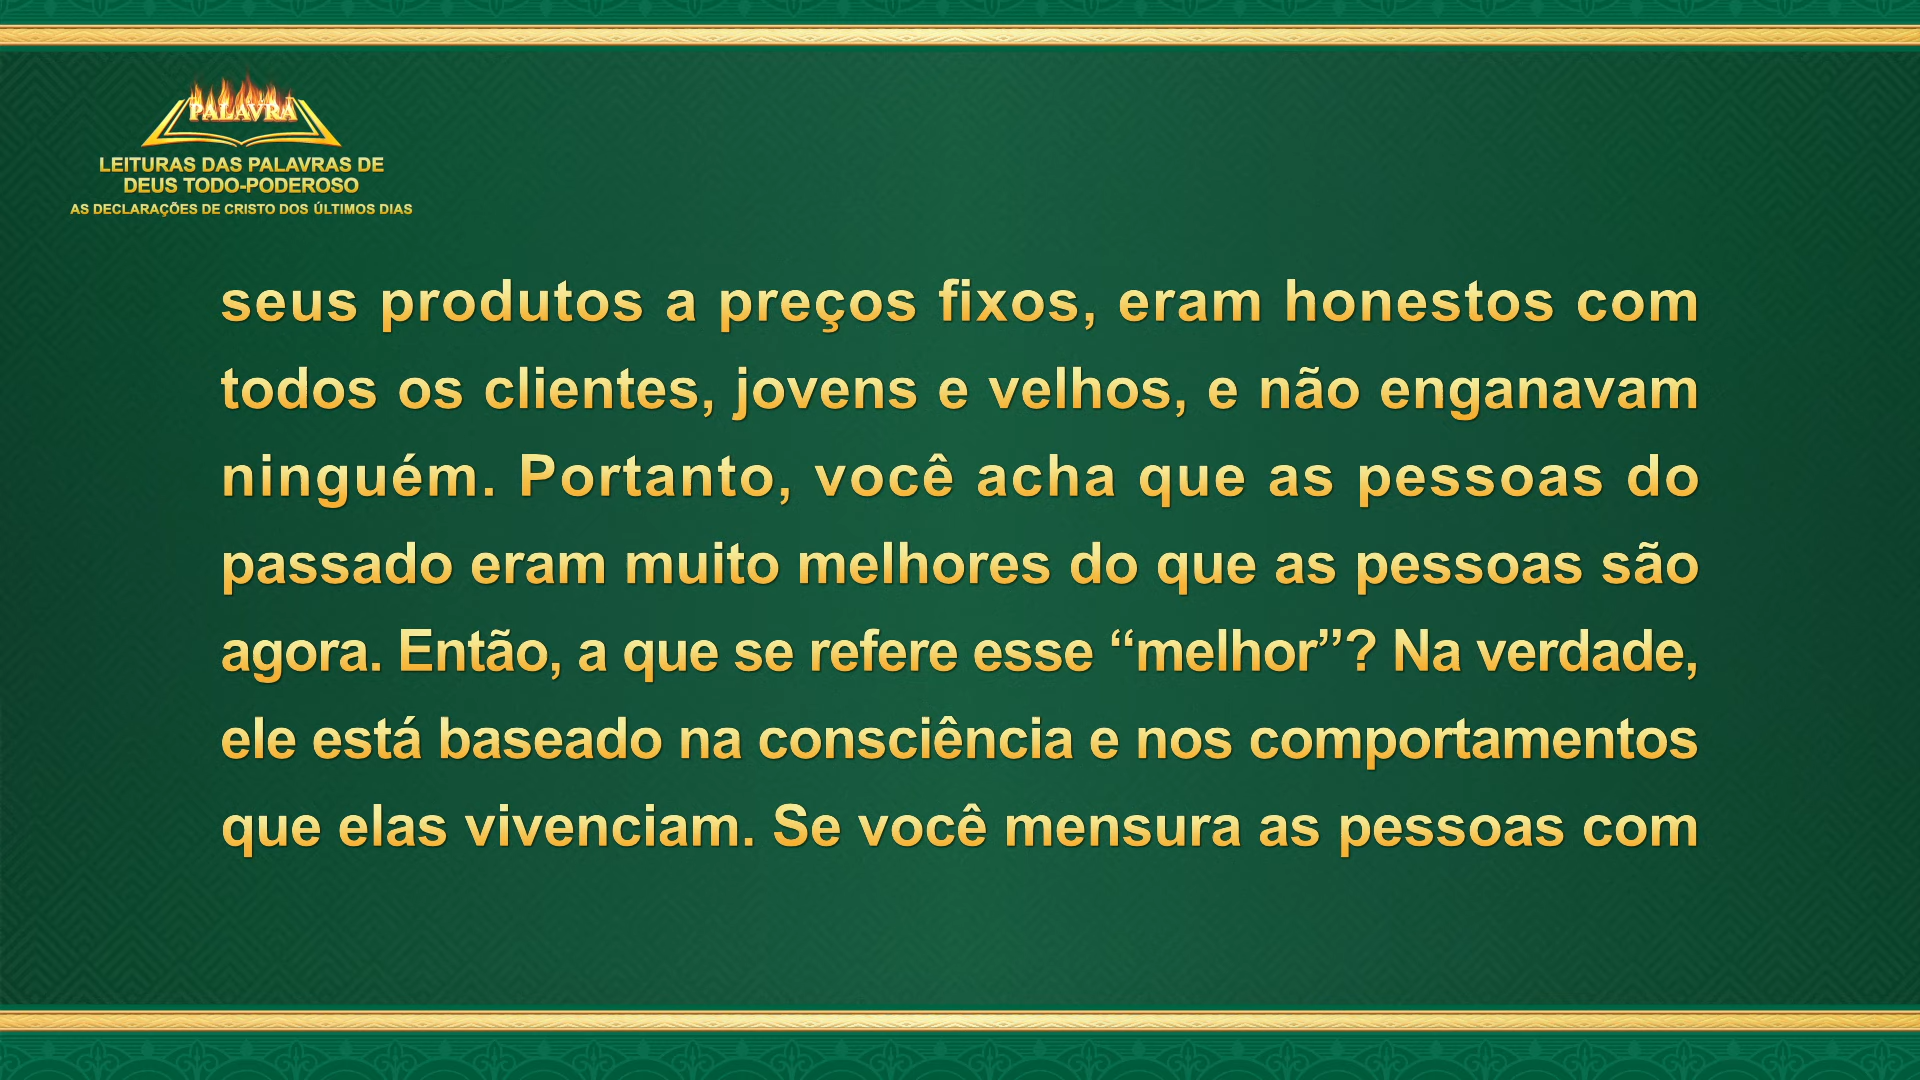 PALAVRA
LEITURAS DAS PALAVRAS DE
DEUS TODO-PODEROSO
AS DECLARAÇÕES DE CRISTO DOS ÚLTIMOS DIAS
seus produtos a preços fixos, eram honestos com
todos os clientes, jovens e velhos, e não enganavam
ninguém. Portanto, você acha que as pessoas do
passado eram muito melhores do que as pessoas são
agora. Então, a que se refere esse “melhor”? Na verdade,
ele está baseado na consciência e nos comportamentos
que elas vivenciam. Se você mensura as pessoas com